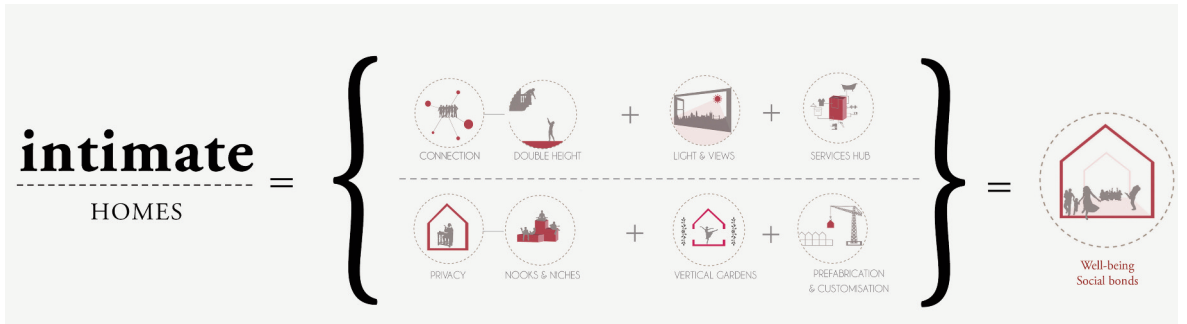 intimate
HOMES
=
{
CONNECTION
DOUBLE HEIGHT
+
LIGHT & VIEWS
+
SERVICES HUB
PRIVACY
NOOKS & NICHES
+
VERTICAL GARDENS
+
PREFABRICATION
& CUSTOMISATION
}
=
Well-being
Social bonds